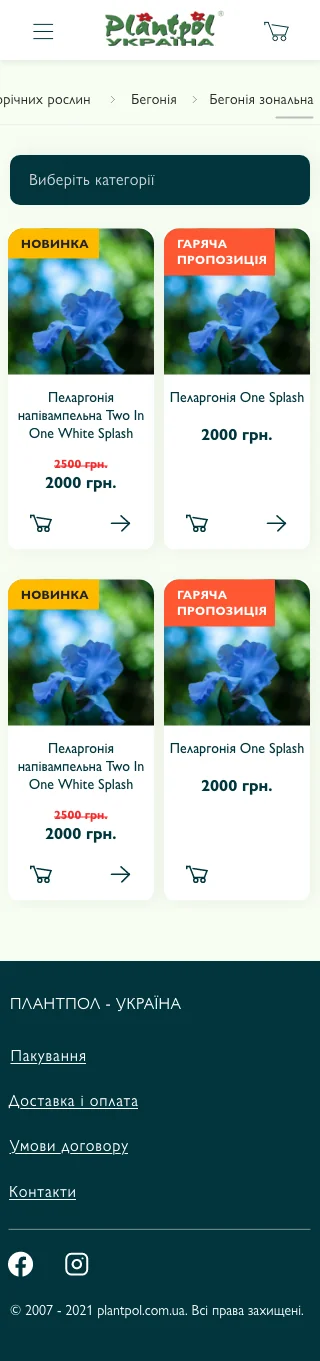 Plantpol®
УКРАЇНА
орічних рослин > Бегонія > Бегонія зональна
Виберіть категорії
НОВИНКА
Пеларгонія
напівампельна Two In
One White Splash
2500 грн.
2000 грн.
ГАРЯЧА
ПРОПОЗИЦІЯ
Пеларгонія One Splash
2000 грн.
НОВИНКА
Пеларгонія
напівампельна Two In
One White Splash
2500 грн.
2000 грн.
ГАРЯЧА
ПРОПОЗИЦІЯ
Пеларгонія One Splash
2000 грн.
ПЛАНТПОЛ - УКРАЇНА
Пакування
Доставка і оплата
Умови договору
Контакти
© 2007 - 2021 plantpol.com.ua. Всі права захищені.